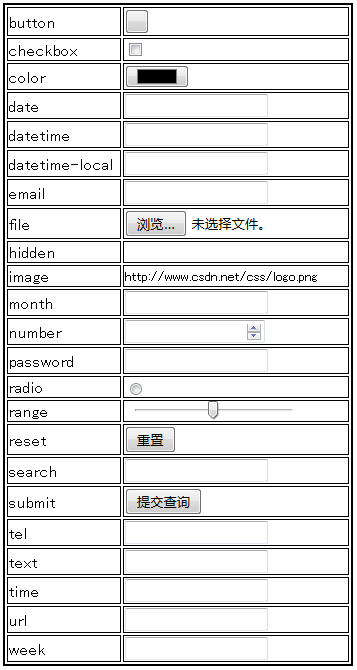 button
checkbox
color
date
datetime
datetime-local
email
file 浏览... 未选择文件。
hidden
image http://www.csdn.net/css/logo.png
month
number
password
radio
range
reset 重置
search
submit 提交查询
tel
text
time
url
week